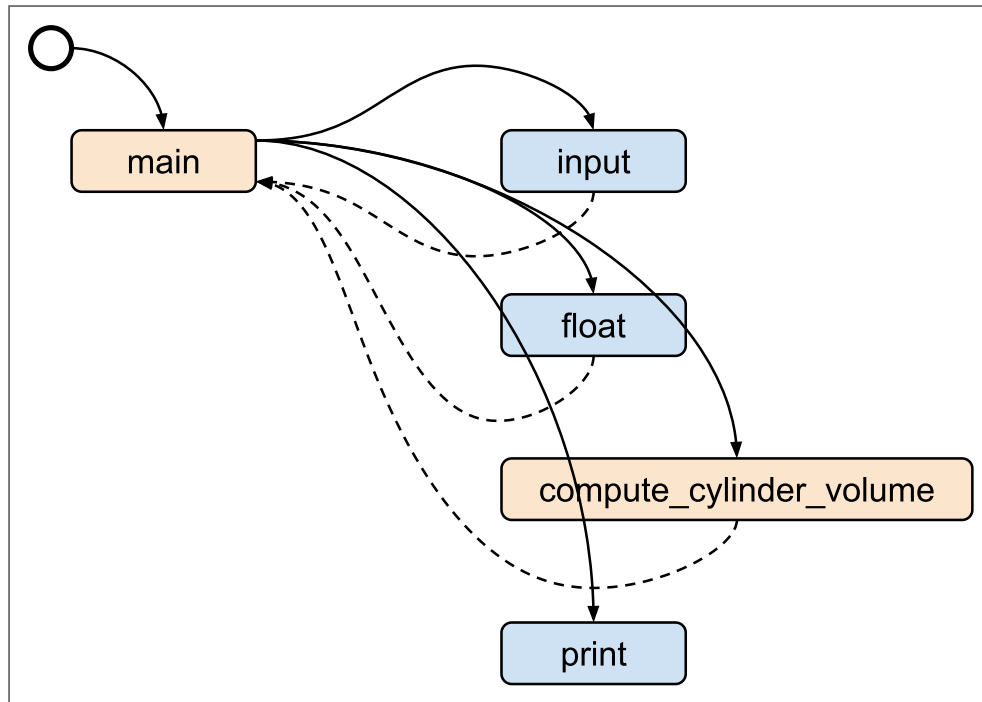 main
input
float
compute_cylinder_volume
print